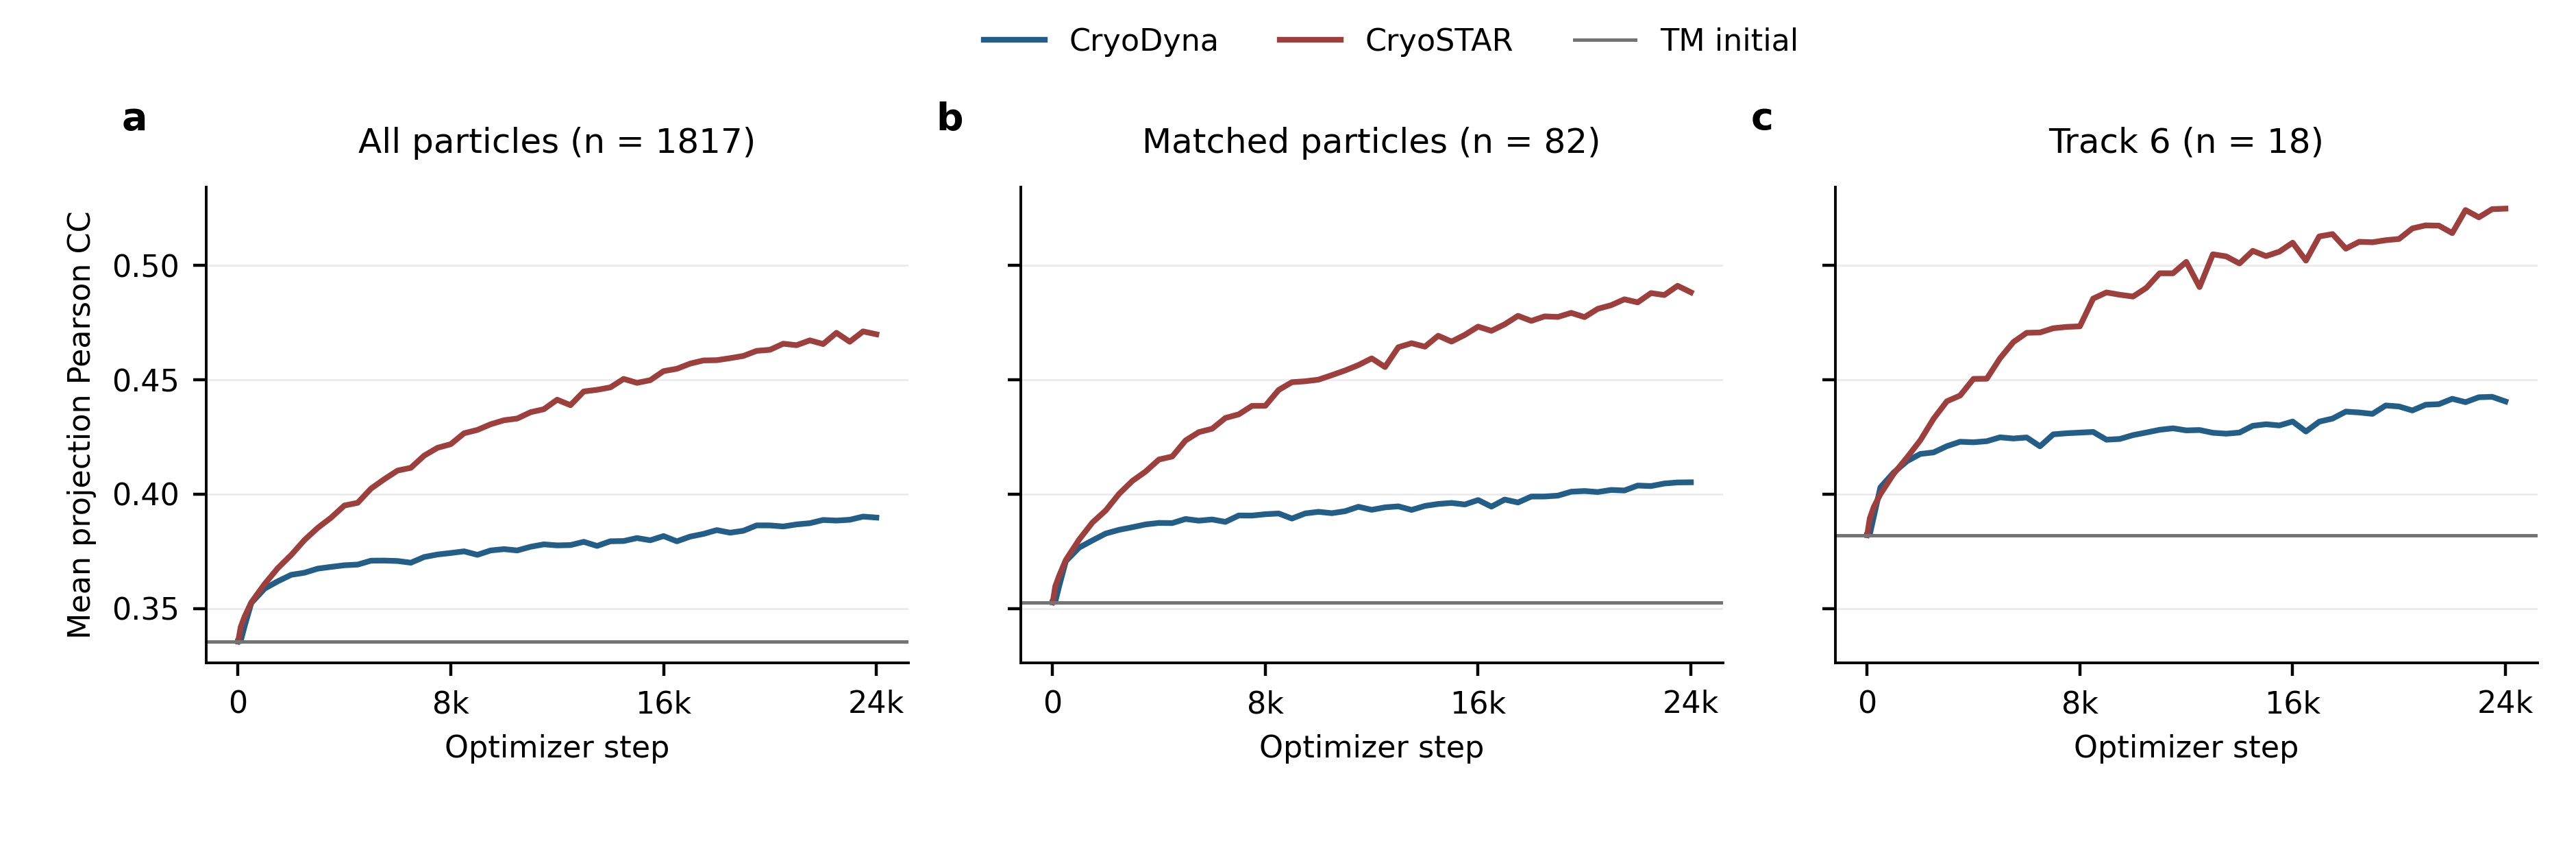 CryoDyna CryoSTAR TM initial
a
All particles (n = 1817)
Mean projection Pearson CC
0.50
0.45
0.40
0.35
0 8k 16k 24k
Optimizer step
b
Matched particles (n = 82)
0 8k 16k 24k
Optimizer step
c
Track 6 (n = 18)
0 8k 16k 24k
Optimizer step